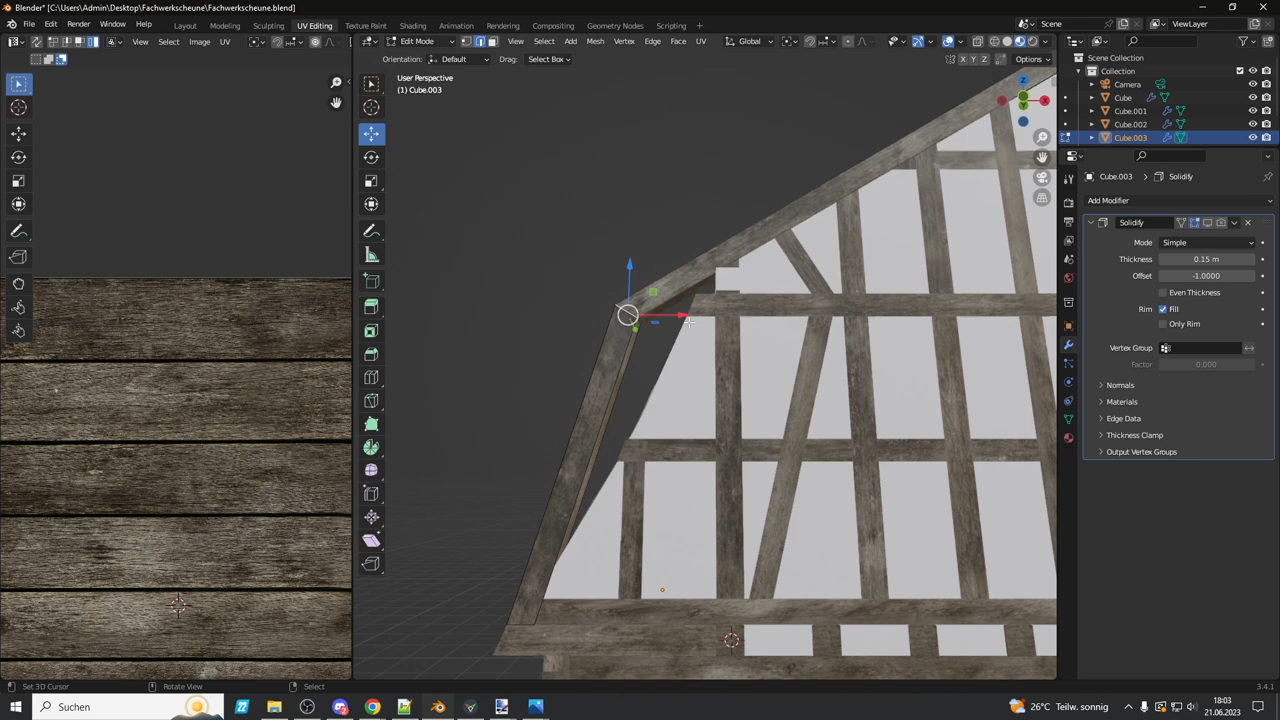 Blender* [C:\Users\Admin\Desktop\Fachwerkscheune\Fachwerkscheune.blend]
File Edit Render Window Help Layout Modeling Sculpting UV Editing Texture Paint Shading Animation Rendering Compositing Geometry Nodes Scripting Scene ViewLayer
View Select Image UV Edit Mode View Select Add Mesh Vertex Edge Face UV Global
Orientation: Default Drag: Select Box X Y Z Options
User Perspective
(1) Cube.003
Scene Collection
Collection
Camera
Cube
Cube.001
Cube.002
Cube.003
Cube.003 > Solidify
Add Modifier
Solidify
Mode Simple
Thickness 0.15 m
Offset -1.0000
Even Thickness
Rim Fill
Only Rim
Vertex Group
Factor 0.000
Normals
Materials
Edge Data
Thickness Clamp
Output Vertex Groups
Set 3D Cursor Rotate View Select 3.4.1
Suchen 26°C Teilw. sonnig 18:03
21.06.2023